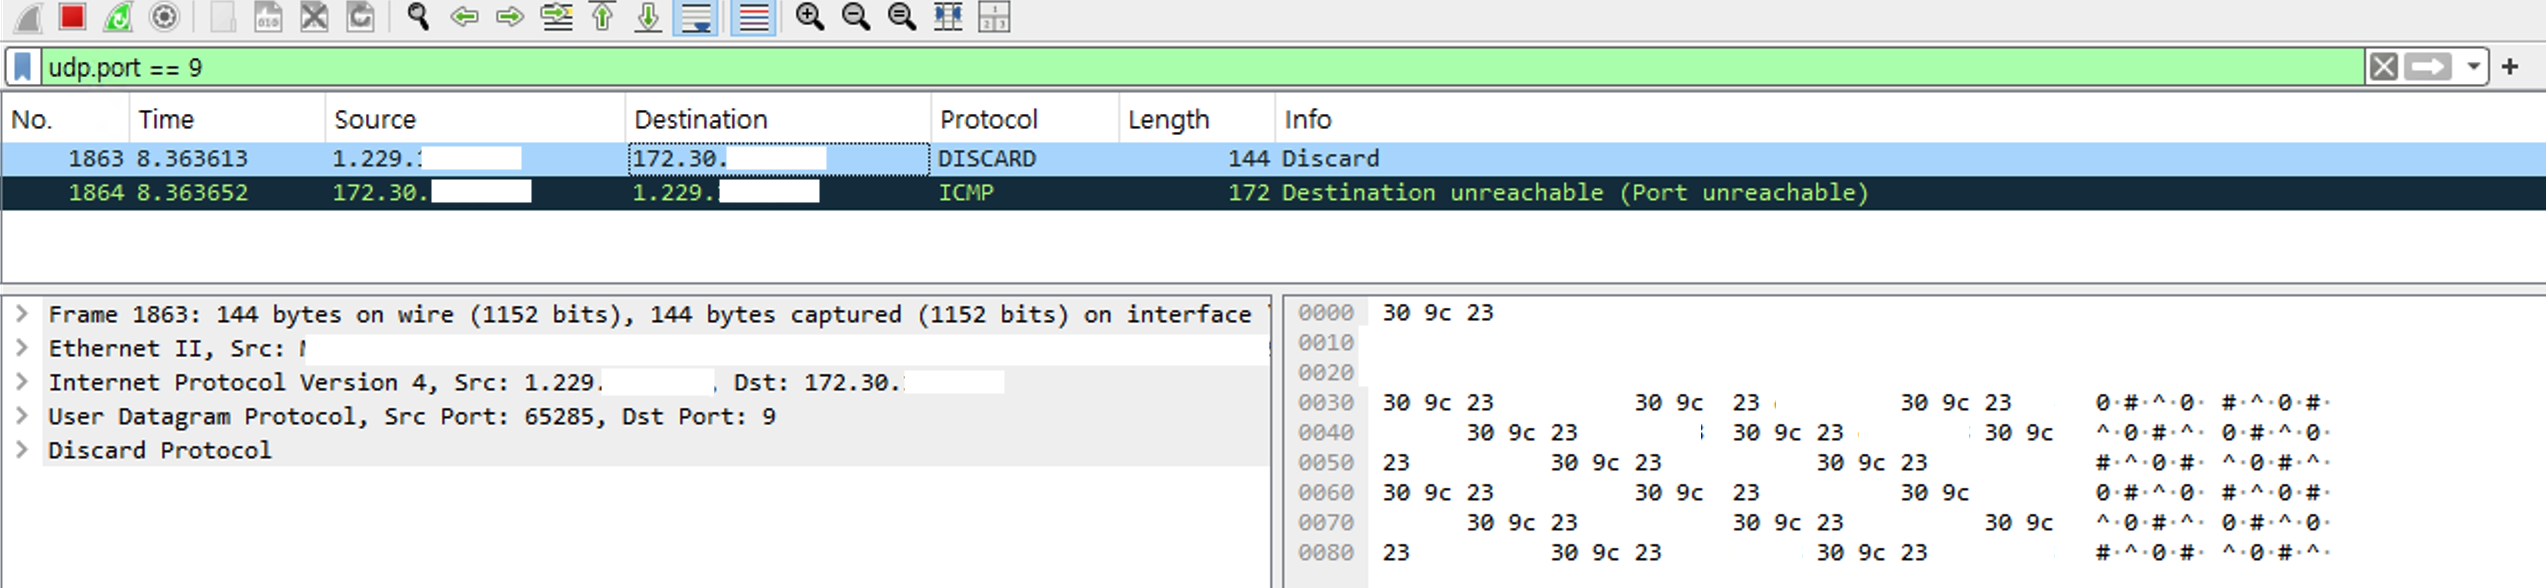 udp.port == 9
No. Time Source Destination Protocol Length Info
1863 8.363613 1.229. 172.30. DISCARD 144 Discard
1864 8.363652 172.30. 1.229. ICMP 172 Destination unreachable (Port unreachable)
Frame 1863: 144 bytes on wire (1152 bits), 144 bytes captured (1152 bits) on interface
Ethernet II, Src:
Internet Protocol Version 4, Src: 1.229. , Dst: 172.30.
User Datagram Protocol, Src Port: 65285, Dst Port: 9
Discard Protocol
0000 30 9c 23
0010
0020
0030 30 9c 23 30 9c 23 30 9c 23 0·#·^·0· #·^·0·#·
0040 30 9c 23 30 9c 23 30 9c ^·0·#·^· 0·#·^·0·
0050 23 30 9c 23 30 9c 23 #·^·0·#· ^·0·#·^·
0060 30 9c 23 30 9c 23 30 9c 0·#·^·0· #·^·0·#·
0070 30 9c 23 30 9c 23 30 9c ^·0·#·^· 0·#·^·0·
0080 23 30 9c 23 30 9c 23 #·^·0·#· ^·0·#·^·